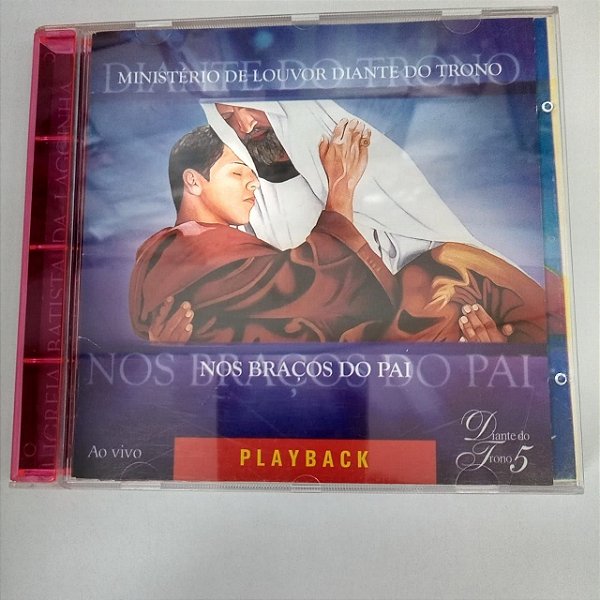 DIANTE DO TRONO
MINISTÉRIO DE LOUVOR DIANTE DO TRONO
IGREJA BATISTA DA LAGOINHA
NOS BRAÇOS DO PAI
NOS BRAÇOS DO PAI
Ao vivo
PLAYBACK
Diante do
Trono 5